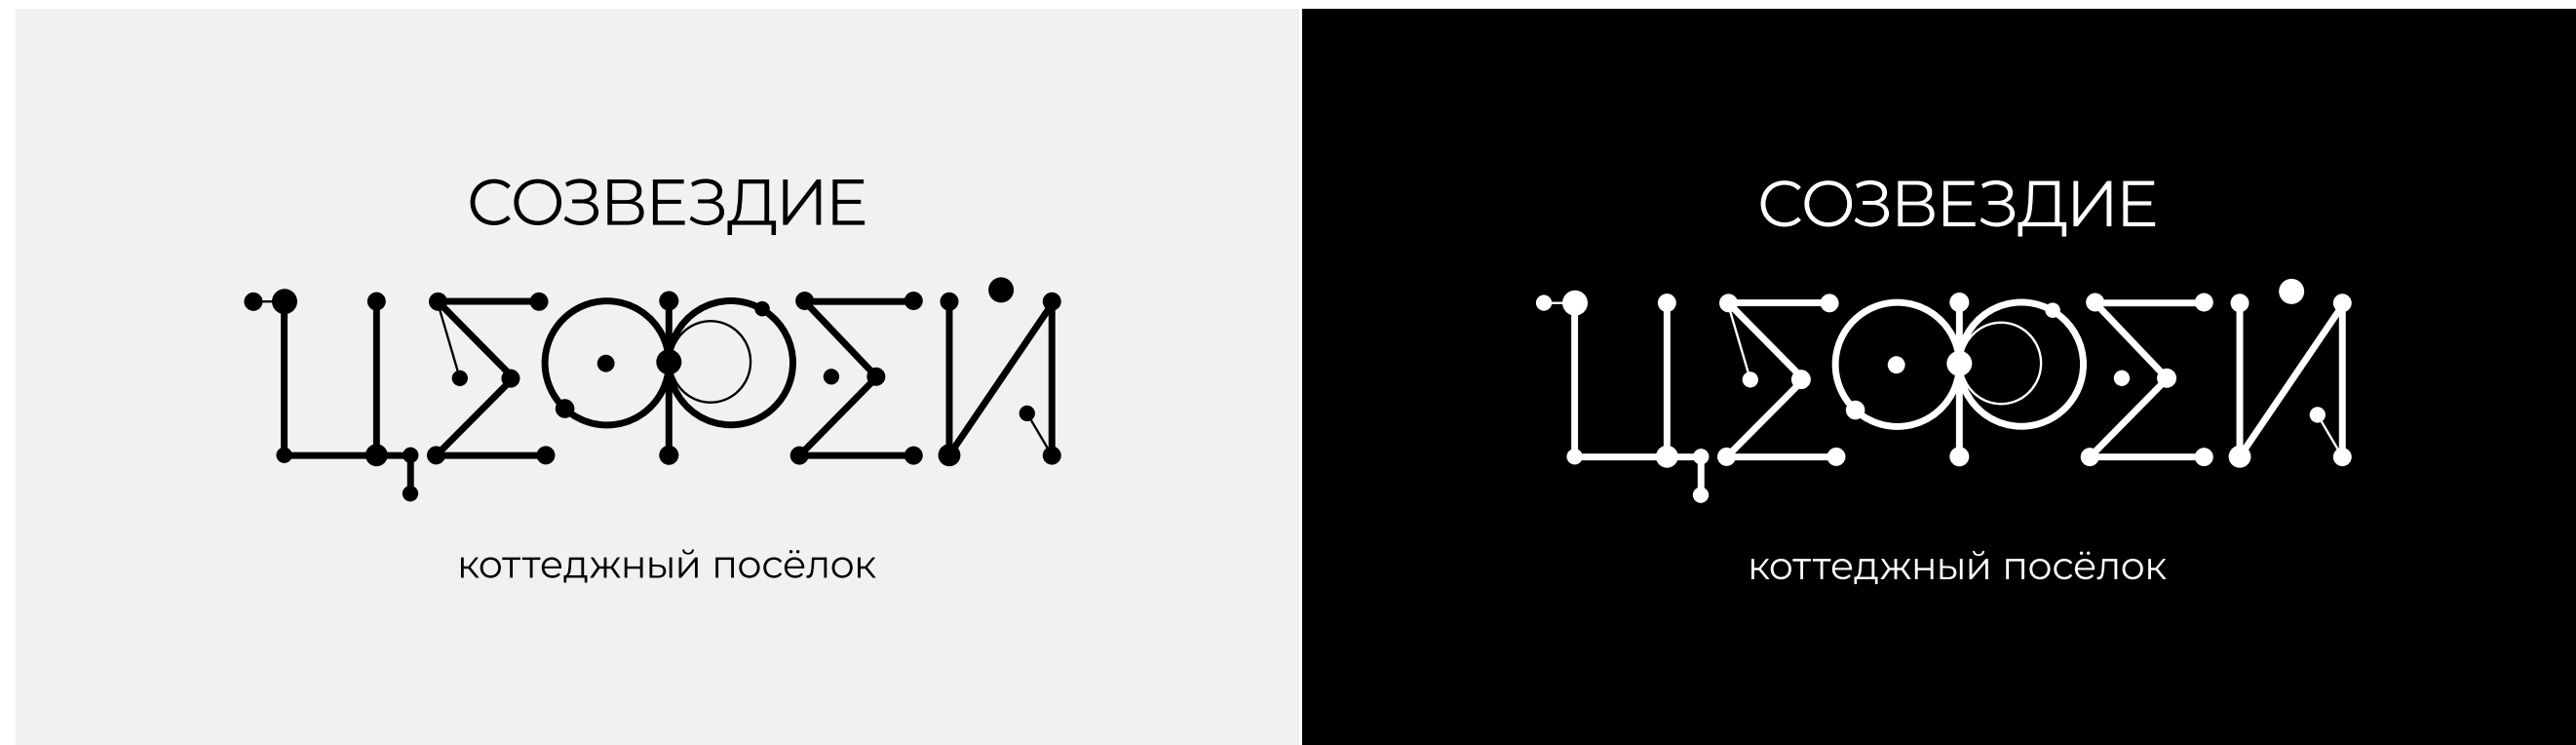 СОЗВЕЗДИЕ
ЦЕФЕЙ
коттеджный посёлок
СОЗВЕЗДИЕ
ЦЕФЕЙ
коттеджный посёлок